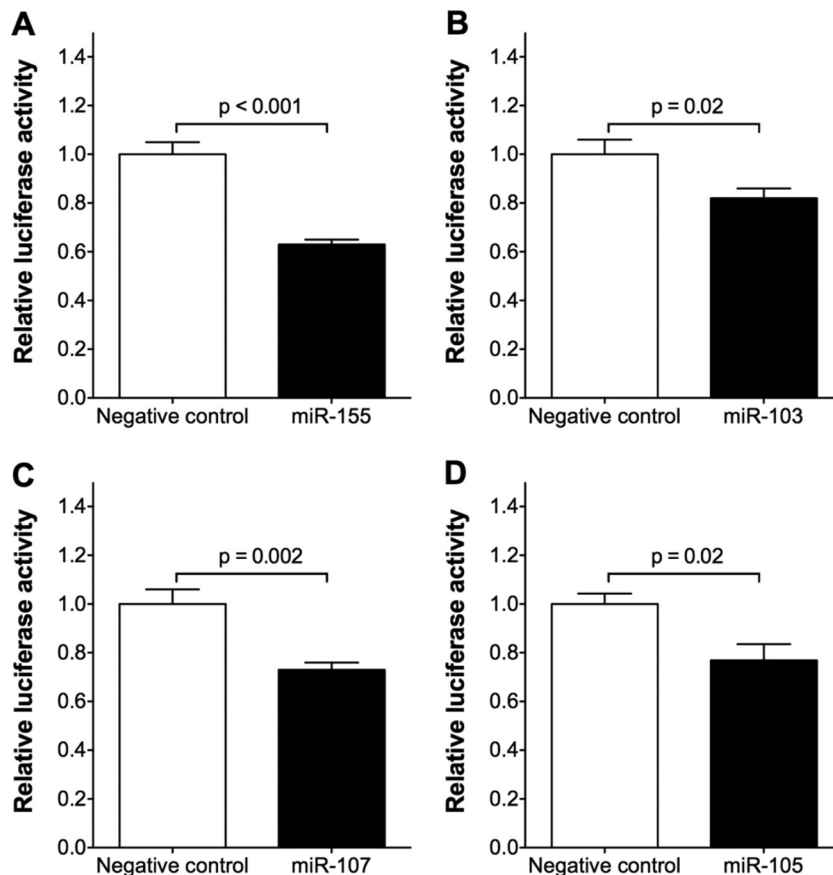 A
Relative luciferase activity
1.4
1.2
1.0
0.8
0.6
0.4
0.2
0.0
p < 0.001
Negative control
miR-155
B
Relative luciferase activity
1.4
1.2
1.0
0.8
0.6
0.4
0.2
0.0
p = 0.02
Negative control
miR-103
C
Relative luciferase activity
1.4
1.2
1.0
0.8
0.6
0.4
0.2
0.0
p = 0.002
Negative control
miR-107
D
Relative luciferase activity
1.4
1.2
1.0
0.8
0.6
0.4
0.2
0.0
p = 0.02
Negative control
miR-105